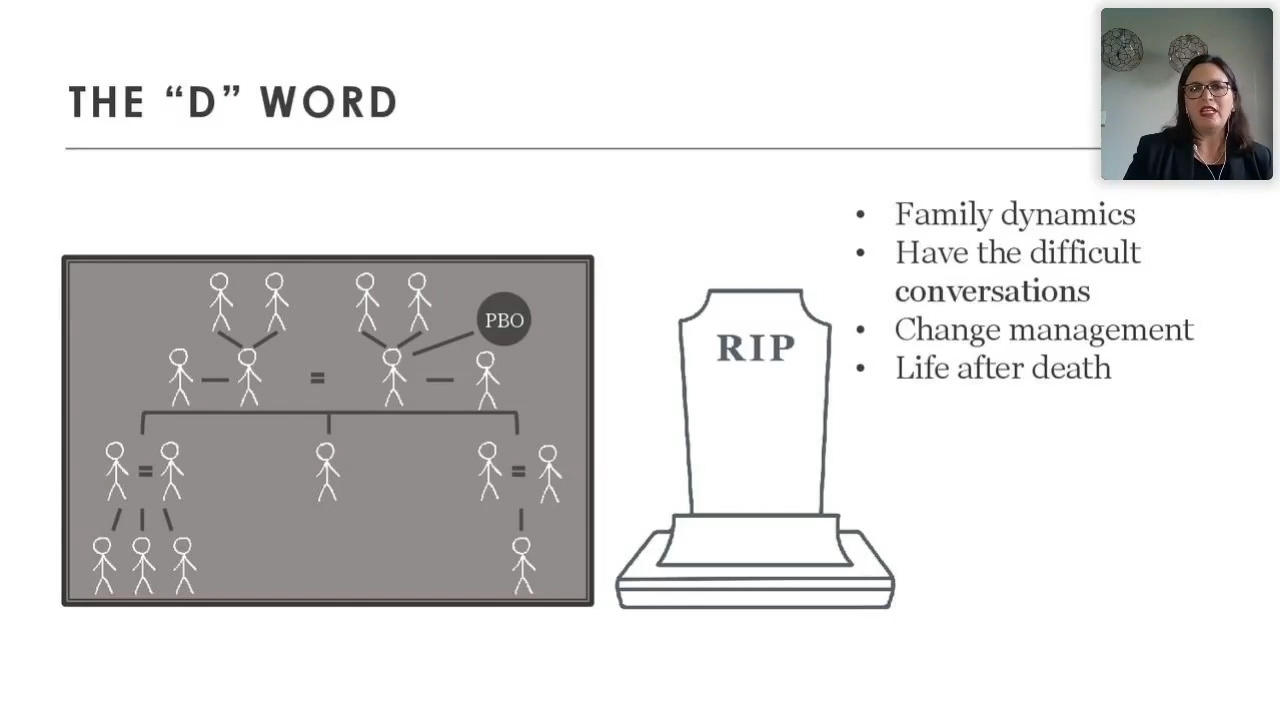 THE “D” WORD
• Family dynamics
• Have the difficult
conversations
• Change management
• Life after death
PBO
=
RIP
= =